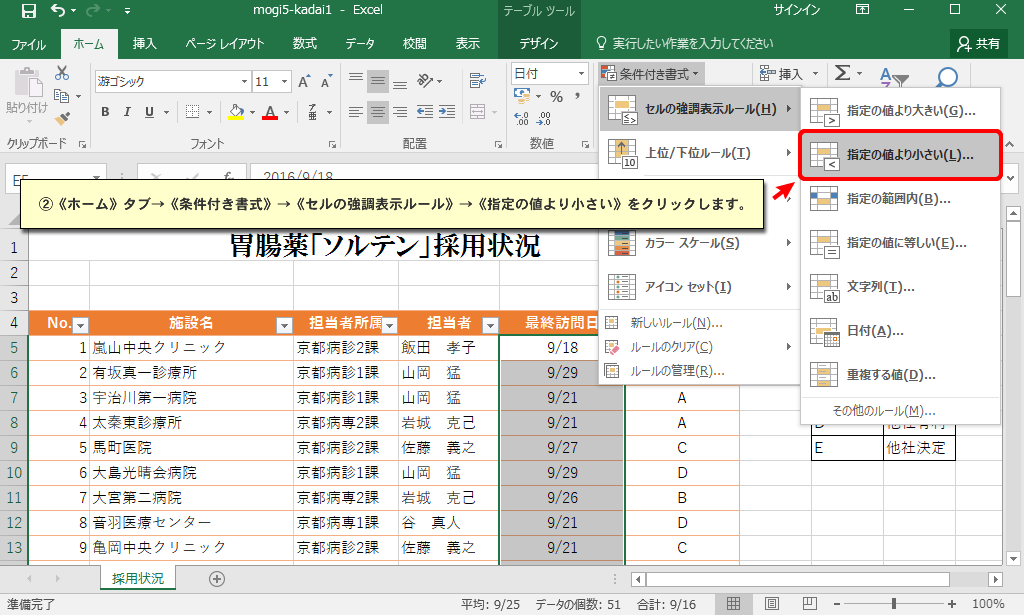 mogi5-kadai1 - Excel
テーブル ツール
サインイン
ファイル
ホーム
挿入
ページ レイアウト
数式
データ
校閲
表示
デザイン
実行したい作業を入力してください
共有
貼り付け
クリップボード
游ゴシック
11
A A
B I U
A
フォント
配置
日付
%
,
数値
条件付き書式
挿入
Σ
セルの強調表示ルール(H)
上位/下位ルール(T)
カラー スケール(S)
アイコン セット(I)
新しいルール(N)...
ルールのクリア(C)
ルールの管理(R)...
指定の値より大きい(G)...
指定の値より小さい(L)...
指定の範囲内(B)...
指定の値に等しい(E)...
文字列(T)...
日付(A)...
重複する値(D)...
その他のルール(M)...
2016/9/18
②《ホーム》タブ→《条件付き書式》→《セルの強調表示ルール》→《指定の値より小さい》をクリックします。
1 胃腸薬「ソルテン」採用状況
2
3
4 No. 施設名 担当者所属 担当者 最終訪問日
5 1 嵐山中央クリニック 京都病診2課 飯田 孝子 9/18
6 2 有坂真一診療所 京都病診1課 山岡 猛 9/29
7 3 宇治川第一病院 京都病診1課 山岡 猛 9/21 A
8 4 太秦東診療所 京都病専2課 岩城 克己 9/21 A D 他社有利
9 5 馬町医院 京都病診2課 佐藤 義之 9/27 C E 他社決定
10 6 大島光晴会病院 京都病診1課 山岡 猛 9/29 D
11 7 大宮第二病院 京都病専2課 岩城 克己 9/26 B
12 8 音羽医療センター 京都病専1課 谷 真人 9/21 D
13 9 亀岡中央クリニック 京都病診2課 佐藤 義之 9/21 C
採用状況
準備完了
平均: 9/25 データの個数: 51 合計: 9/16
100%